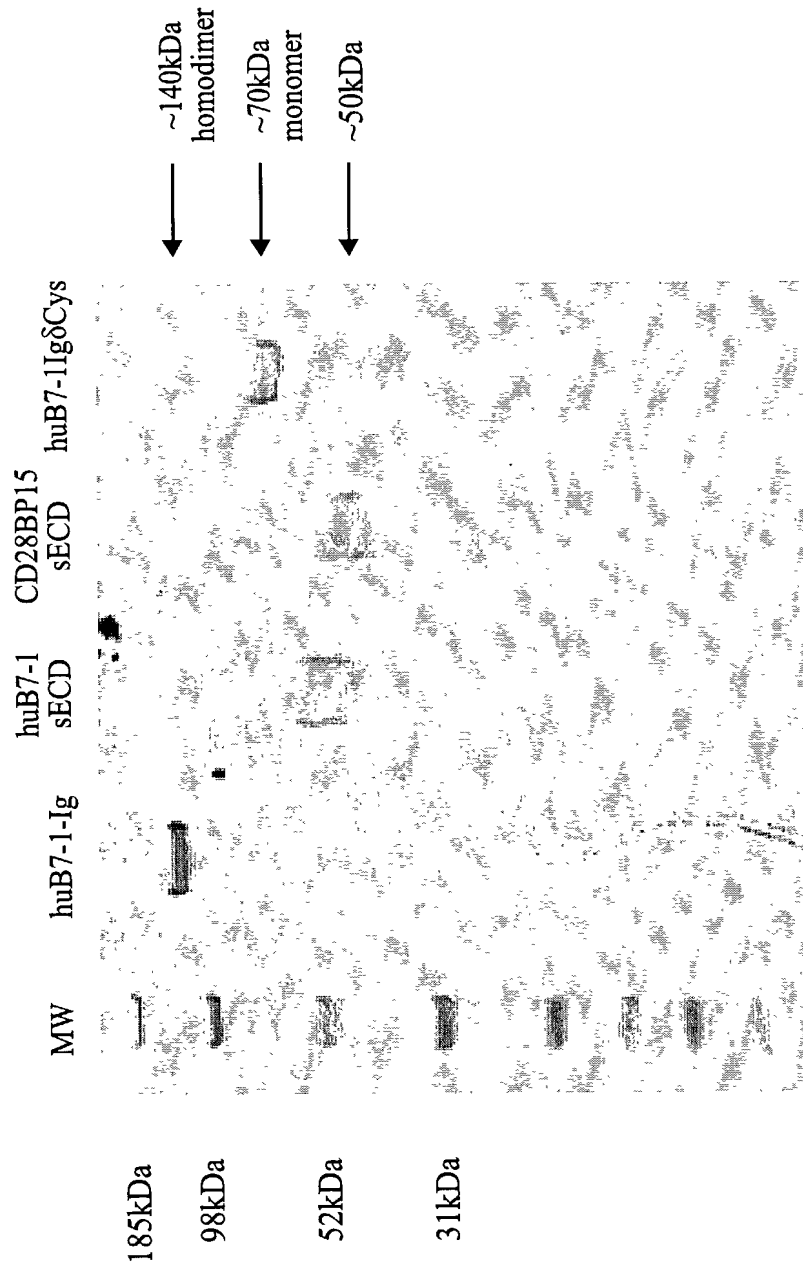 MW
huB7-1-Ig
huB7-1
sECD
CD28BP15
sECD
huB7-1IgδCys
185kDa
98kDa
52kDa
31kDa
~140kDa
homodimer
~70kDa
monomer
~50kDa